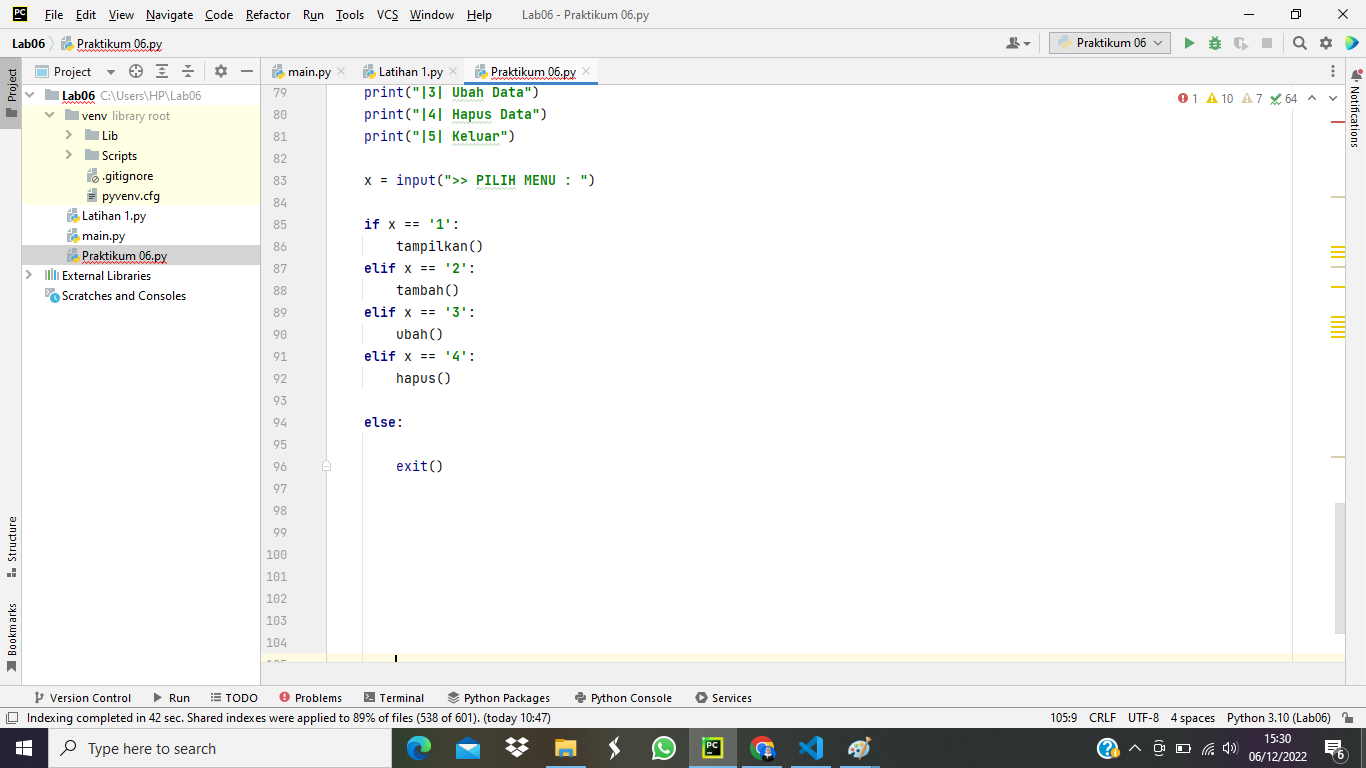 File Edit View Navigate Code Refactor Run Tools VCS Window Help Lab06 - Praktikum 06.py
Lab06 Praktikum 06.py Praktikum 06
Project main.py Latihan 1.py Praktikum 06.py
Project
Lab06 C:\Users\HP\Lab06
venv library root
Lib
Scripts
.gitignore
pyvenv.cfg
Latihan 1.py
main.py
Praktikum 06.py
External Libraries
Scratches and Consoles
Structure
Bookmarks
79 print("|3| Ubah Data")
1 10 7 64
80 print("|4| Hapus Data")
81 print("|5| Keluar")
82
83 x = input(">> PILIH MENU : ")
84
85 if x == '1':
86 tampilkan()
87 elif x == '2':
88 tambah()
89 elif x == '3':
90 ubah()
91 elif x == '4':
92 hapus()
93
94 else:
95
96 exit()
97
98
99
100
101
102
103
104
105
Notifications
Version Control Run TODO Problems Terminal Python Packages Python Console Services
Indexing completed in 42 sec. Shared indexes were applied to 89% of files (538 of 601). (today 10:47) 105:9 CRLF UTF-8 4 spaces Python 3.10 (Lab06)
Type here to search
PC
15:30
06/12/2022
6